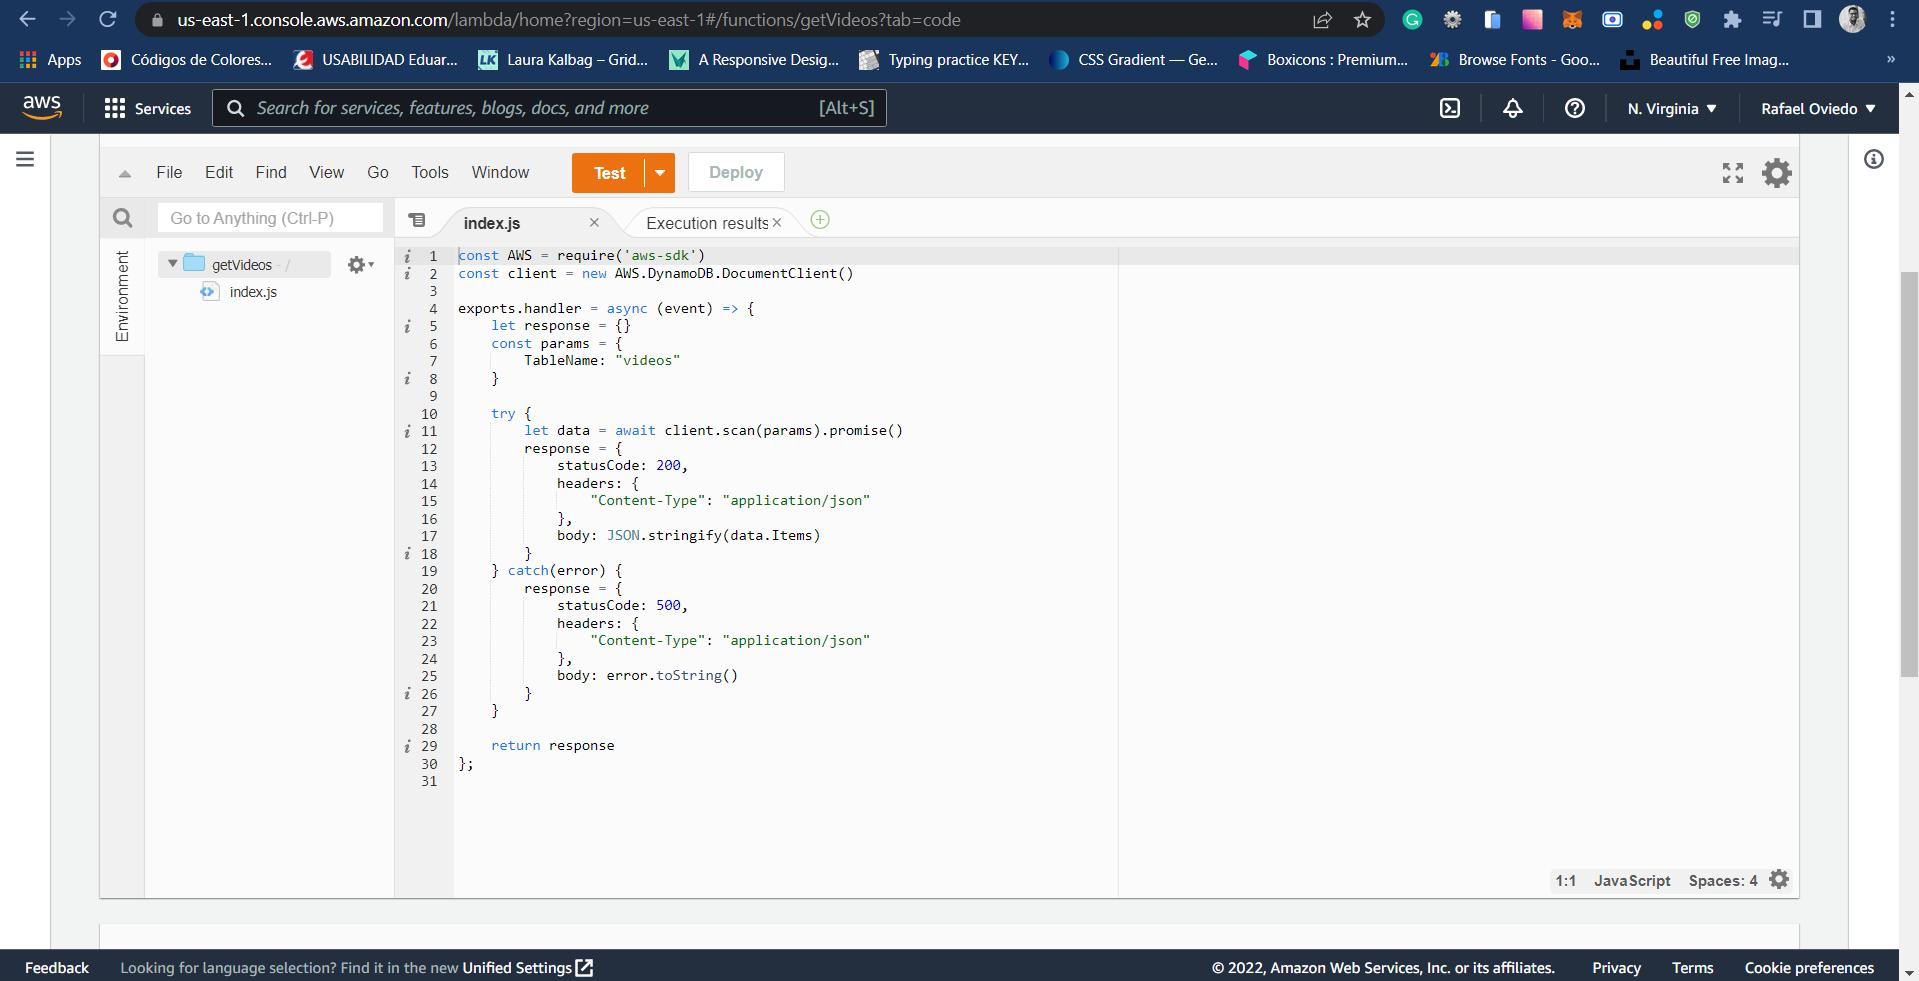 us-east-1.console.aws.amazon.com/lambda/home?region=us-east-1#/functions/getVideos?tab=code
Apps Códigos de Colores... USABILIDAD Eduar... LK Laura Kalbag – Grid... A Responsive Desig... Typing practice KEY... CSS Gradient — Ge... Boxicons : Premium... Browse Fonts - Goo... Beautiful Free Imag... »
aws Services Search for services, features, blogs, docs, and more [Alt+S] N. Virginia Rafael Oviedo
File Edit Find View Go Tools Window Test Deploy
Go to Anything (Ctrl-P) index.js Execution results
Environment
getVideos - /
index.js
1 const AWS = require('aws-sdk')
2 const client = new AWS.DynamoDB.DocumentClient()
3
4 exports.handler = async (event) => {
5 let response = {}
6 const params = {
7 TableName: "videos"
8 }
9
10 try {
11 let data = await client.scan(params).promise()
12 response = {
13 statusCode: 200,
14 headers: {
15 "Content-Type": "application/json"
16 },
17 body: JSON.stringify(data.Items)
18 }
19 } catch(error) {
20 response = {
21 statusCode: 500,
22 headers: {
23 "Content-Type": "application/json"
24 },
25 body: error.toString()
26 }
27 }
28
29 return response
30 };
31
1:1 JavaScript Spaces: 4
Feedback Looking for language selection? Find it in the new Unified Settings © 2022, Amazon Web Services, Inc. or its affiliates. Privacy Terms Cookie preferences